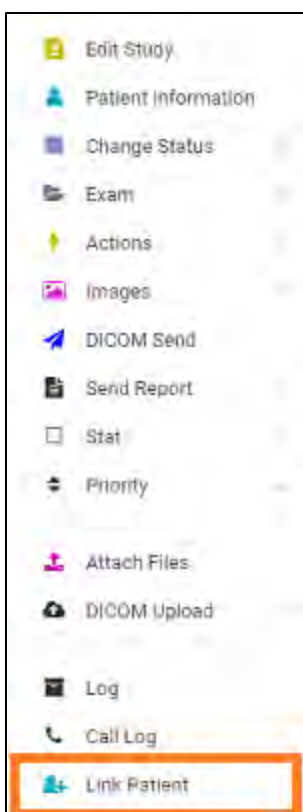 Edit Study
Patient Information
Change Status
Exam
Actions
Images
DICOM Send
Send Report
Stat
Priority
Attach Files
DICOM Upload
Log
Call Log
Link Patient